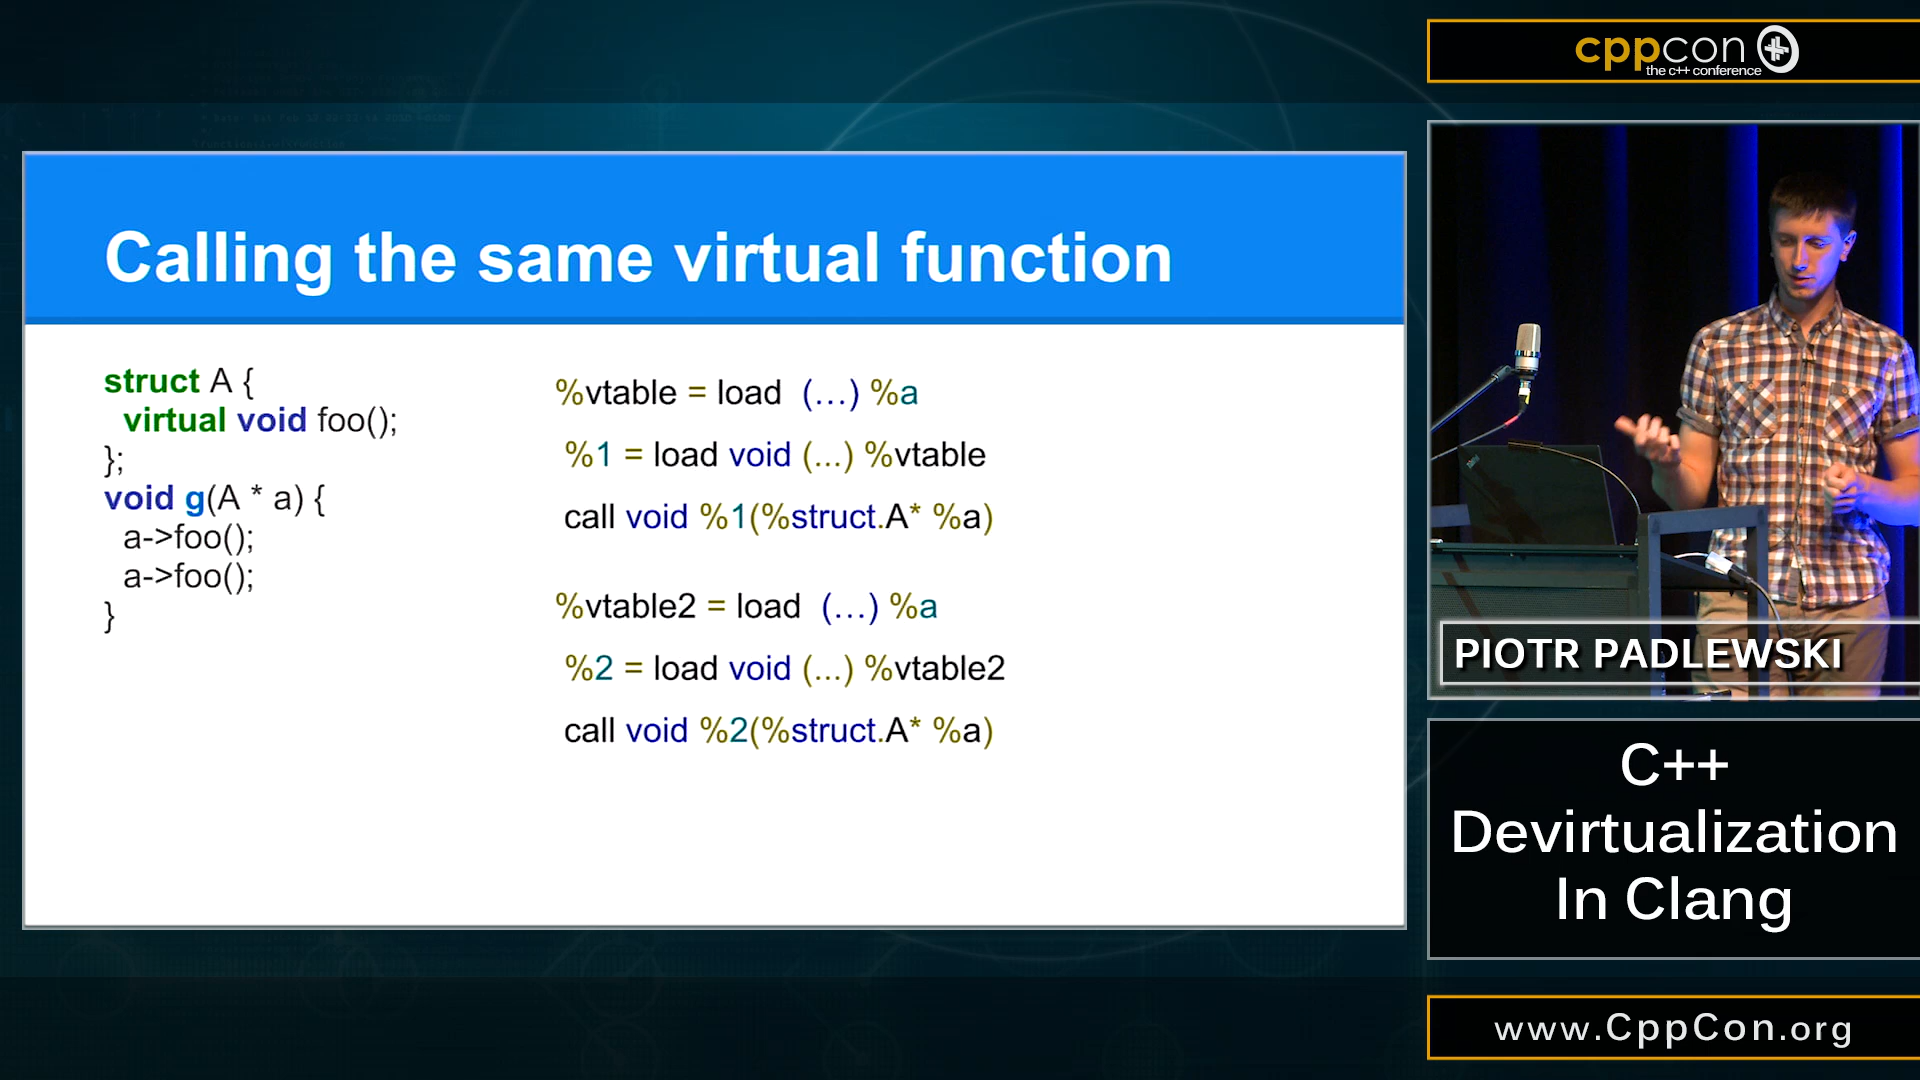 cppcon
the c++ conference
Calling the same virtual function
struct A {
virtual void foo();
};
void g(A * a) {
a->foo();
a->foo();
}
%vtable = load (...) %a
%1 = load void (...) %vtable
call void %1(%struct.A* %a)
%vtable2 = load (...) %a
%2 = load void (...) %vtable2
call void %2(%struct.A* %a)
PIOTR PADLEWSKI
C++
Devirtualization
In Clang
www.CppCon.org